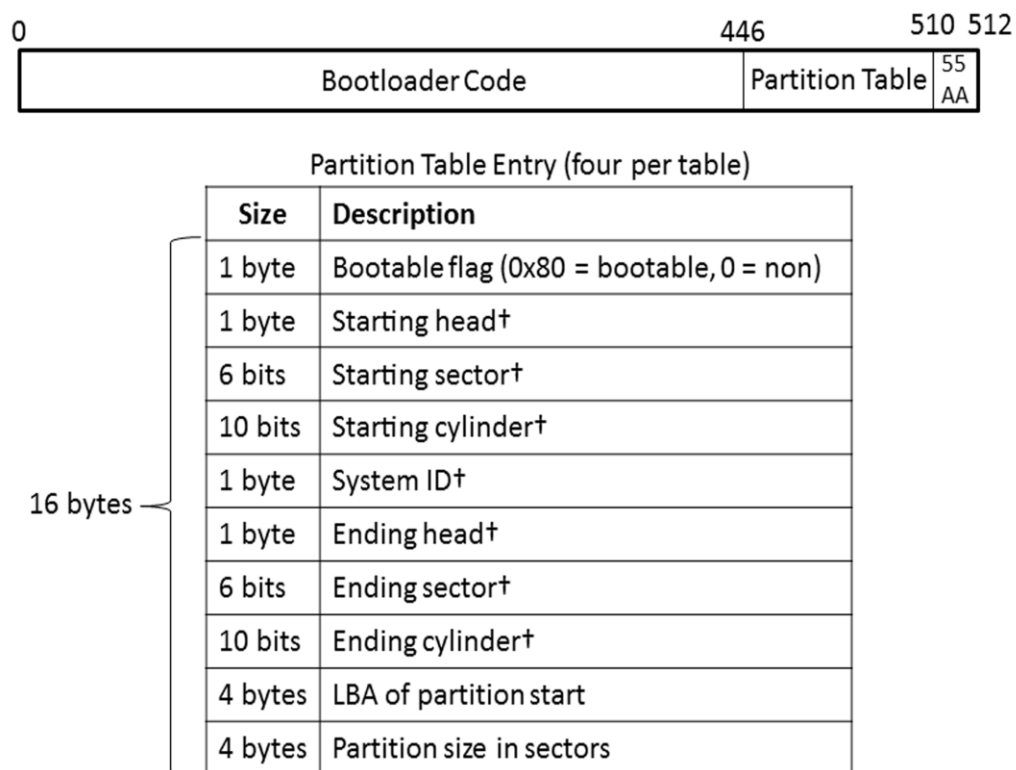 0 446 510 512
Bootloader Code Partition Table 55
AA
Partition Table Entry (four per table)
Size Description
1 byte Bootable flag (0x80 = bootable, 0 = non)
1 byte Starting head†
6 bits Starting sector†
10 bits Starting cylinder†
1 byte System ID†
16 bytes
1 byte Ending head†
6 bits Ending sector†
10 bits Ending cylinder†
4 bytes LBA of partition start
4 bytes Partition size in sectors